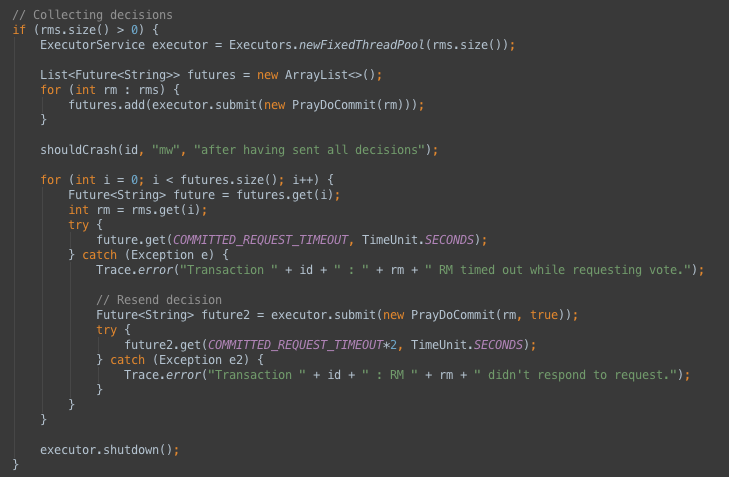 // Collecting decisions
if (rms.size() > 0) {
    ExecutorService executor = Executors.newFixedThreadPool(rms.size());

    List<Future<String>> futures = new ArrayList<>();
    for (int rm : rms) {
        futures.add(executor.submit(new PrayDoCommit(rm)));
    }

    shouldCrash(id, "mw", "after having sent all decisions");

    for (int i = 0; i < futures.size(); i++) {
        Future<String> future = futures.get(i);
        int rm = rms.get(i);
        try {
            future.get(COMMITTED_REQUEST_TIMEOUT, TimeUnit.SECONDS);
        } catch (Exception e) {
            Trace.error("Transaction " + id + " : " + rm + " RM timed out while requesting vote.");

            // Resend decision
            Future<String> future2 = executor.submit(new PrayDoCommit(rm, true));
            try {
                future2.get(COMMITTED_REQUEST_TIMEOUT*2, TimeUnit.SECONDS);
            } catch (Exception e2) {
                Trace.error("Transaction " + id + " : RM " + rm + " didn't respond to request.");
            }
        }
    }

    executor.shutdown();
}